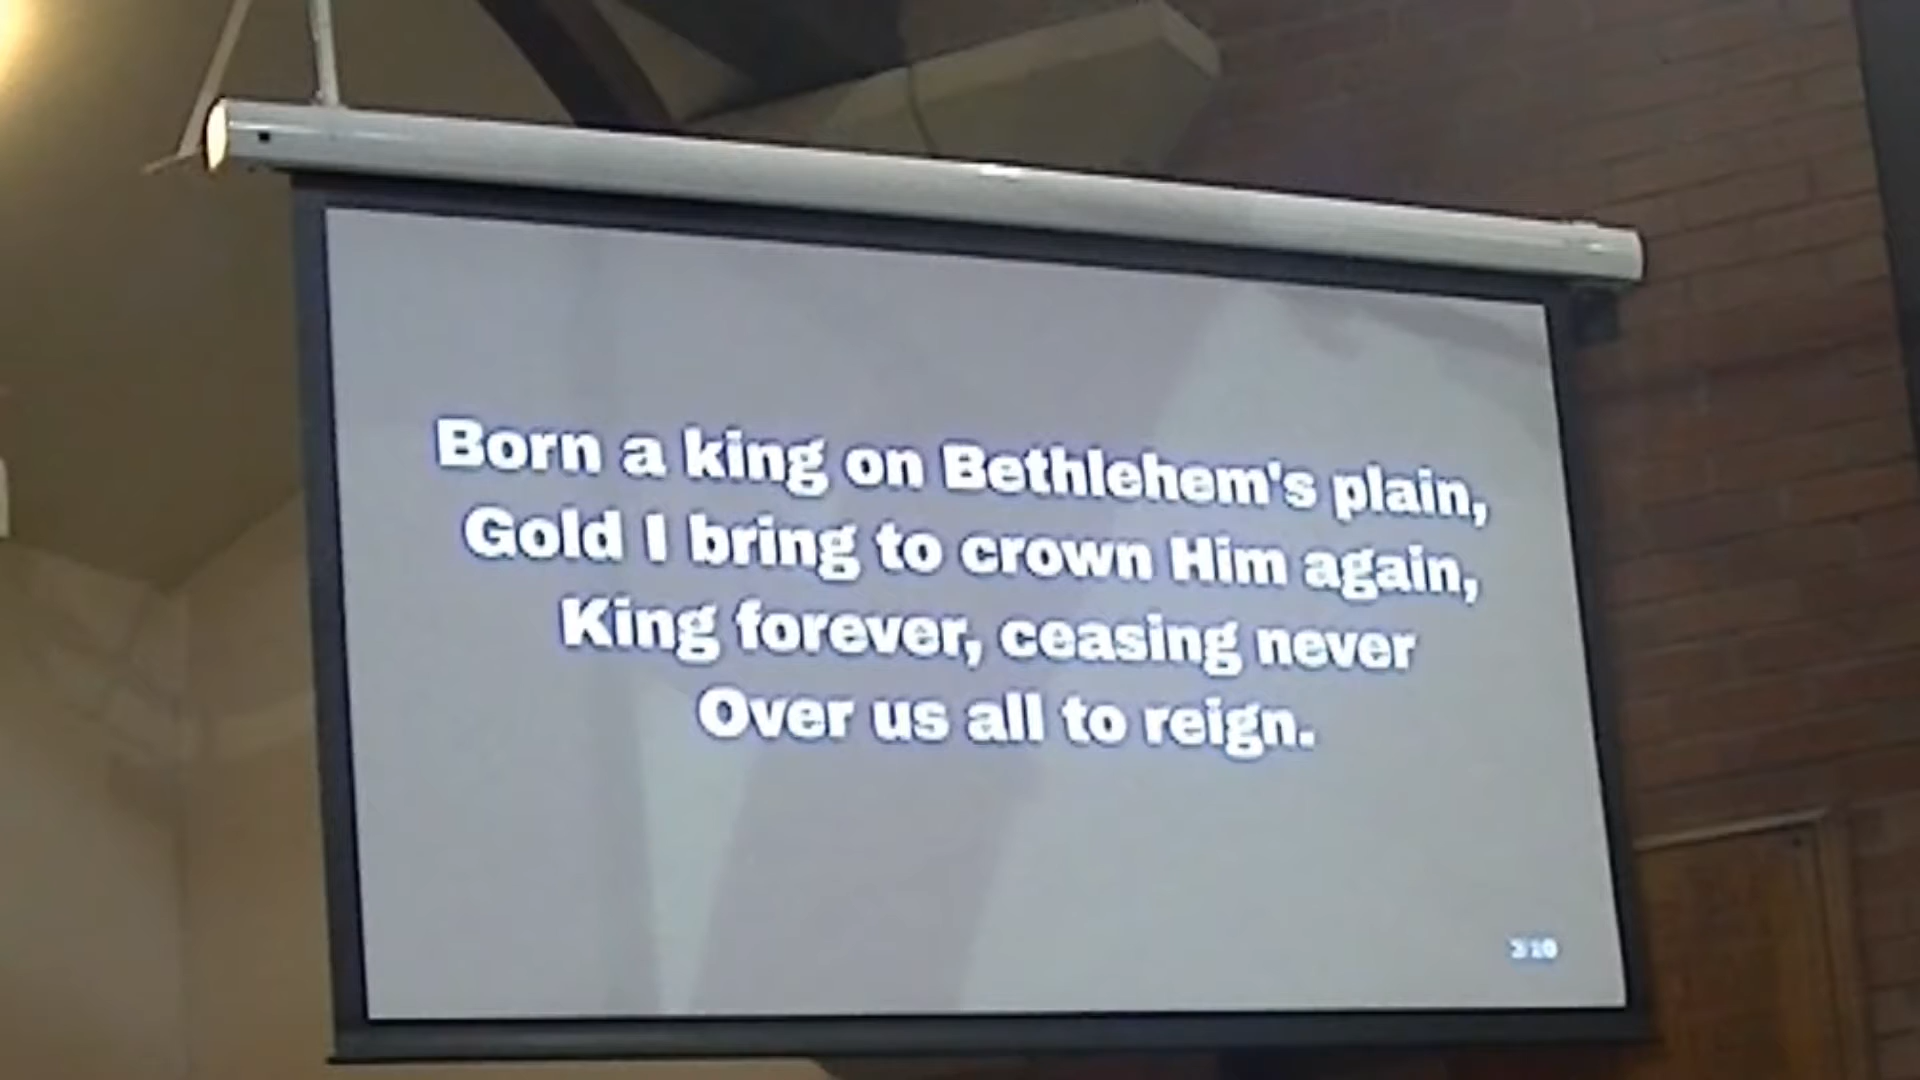 Born a king on Bethlehem's plain,
Gold I bring to crown Him again,
King forever, ceasing never
Over us all to reign.